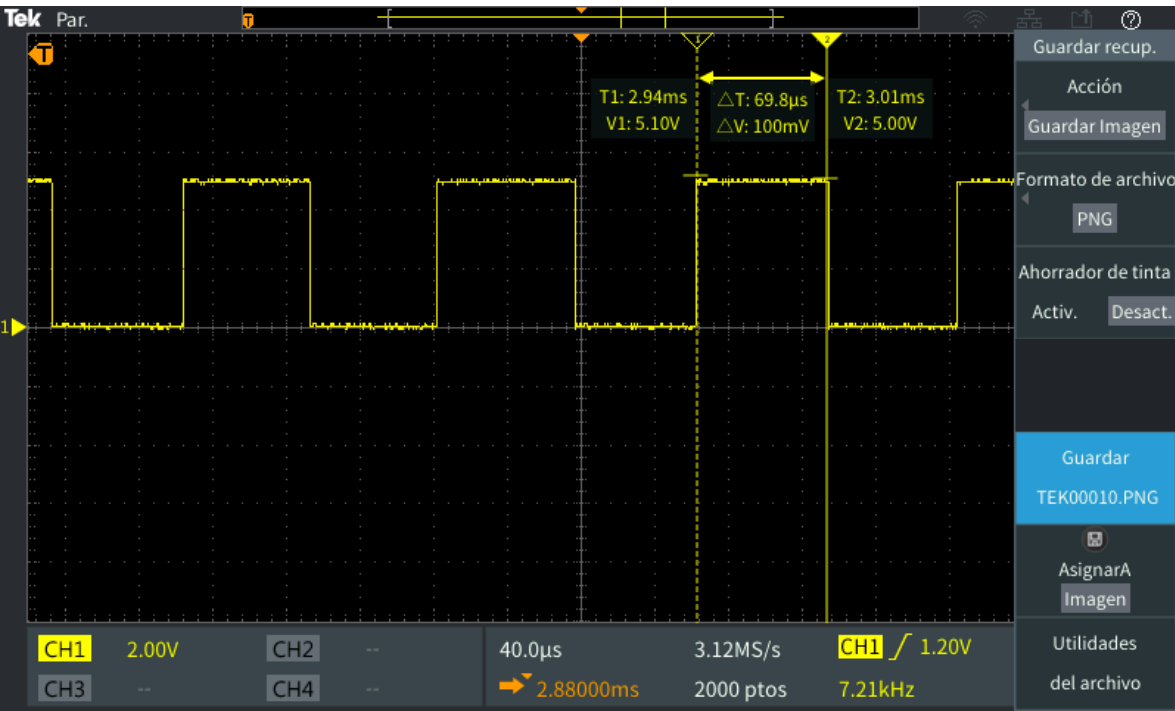 Tek Par.
T
T
1 2
T1: 2.94ms △T: 69.8µs T2: 3.01ms
V1: 5.10V △V: 100mV V2: 5.00V
1
Guardar recup.
Acción
Guardar Imagen
Formato de archivo
PNG
Ahorrador de tinta
Activ. Desact.
Guardar
TEK00010.PNG
AsignarA
Imagen
Utilidades
del archivo
CH1 2.00V CH2 -- 40.0µs 3.12MS/s CH1 1.20V
CH3 -- CH4 -- 2.88000ms 2000 ptos 7.21kHz